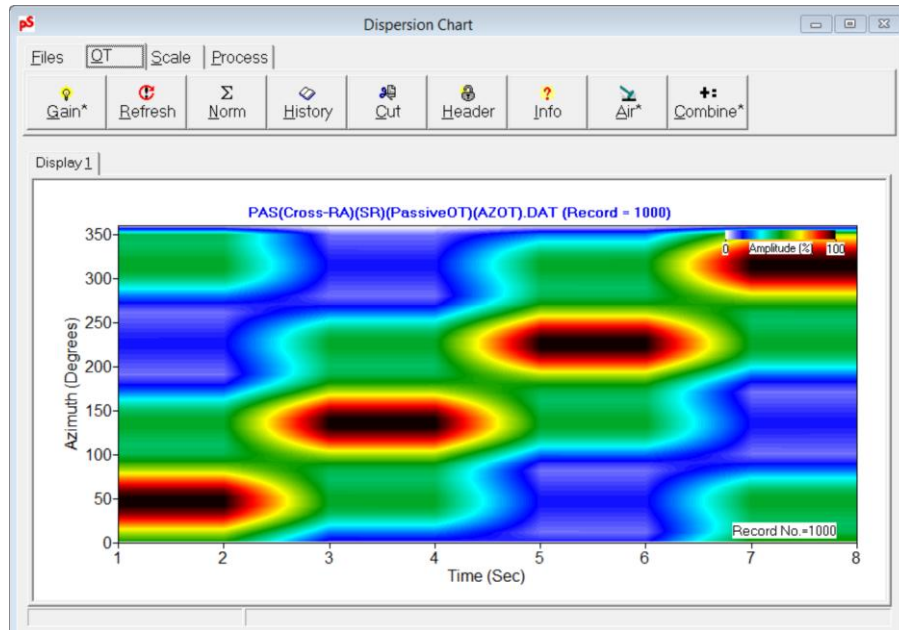 pS Dispersion Chart
Files OT Scale Process
Gain* Refresh Norm History Cut Header Info Air* Combine*
Display 1
PAS(Cross-RA)(SR)(PassiveOT)(AZOT).DAT (Record = 1000)
0 Amplitude (%) 100
350
300
250
200
150
100
50
0
Azimuth (Degrees)
Record No.=1000
1 2 3 4 5 6 7 8
Time (Sec)